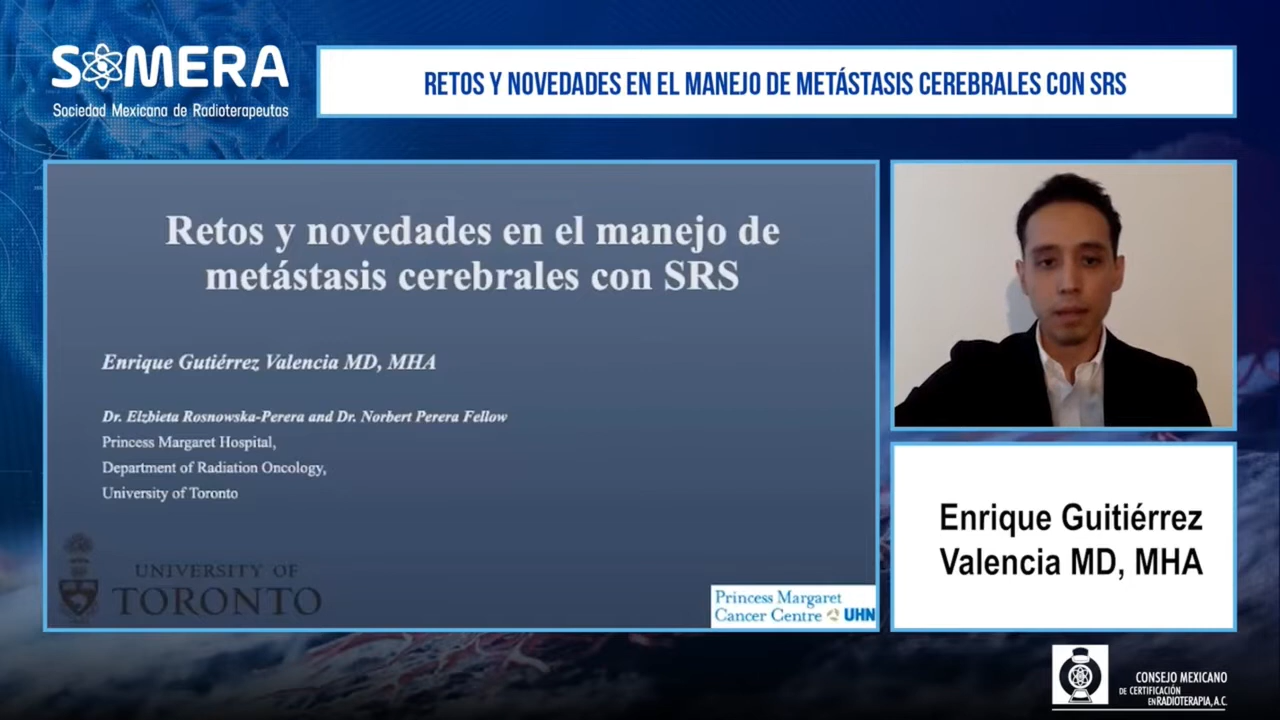 SOMERA
Sociedad Mexicana de Radioterapeutas
RETOS Y NOVEDADES EN EL MANEJO DE METÁSTASIS CEREBRALES CON SRS
Retos y novedades en el manejo de
metástasis cerebrales con SRS
Enrique Gutiérrez Valencia MD, MHA
Dr. Elzbieta Rosnowska-Perera and Dr. Norbert Perera Fellow
Princess Margaret Hospital,
Department of Radiation Oncology,
University of Toronto
UNIVERSITY OF
TORONTO
Princess Margaret
Cancer Centre UHN
Enrique Guitiérrez
Valencia MD, MHA
CONSEJO MEXICANO
DE CERTIFICACIÓN
EN RADIOTERAPIA, A.C.